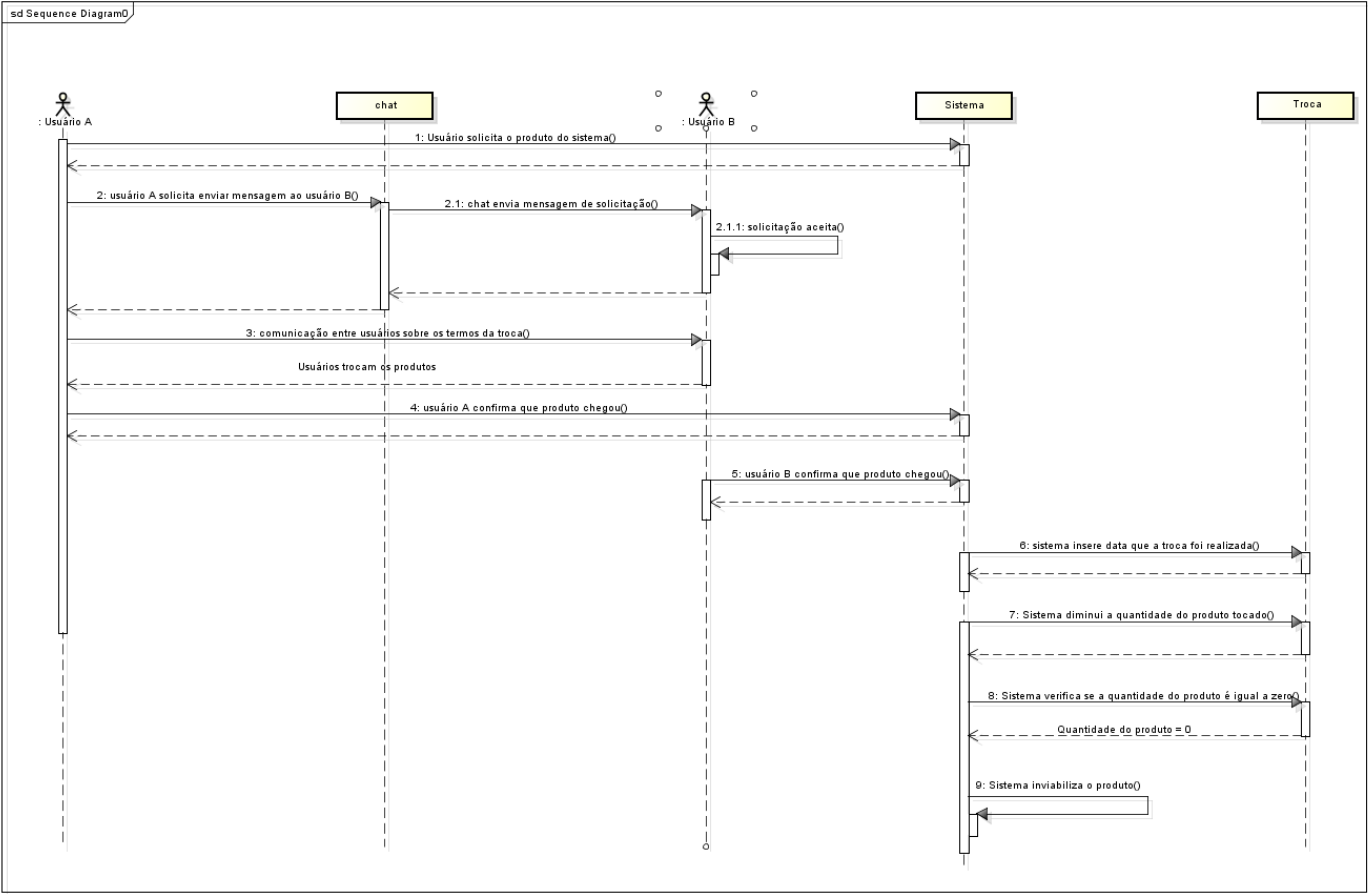 sd Sequence Diagram0
: Usuário A
chat
: Usuário B
Sistema
Troca
1: Usuário solicita o produto do sistema()
2: usuário A solicita enviar mensagem ao usuário B()
2.1: chat envia mensagem de solicitação()
2.1.1: solicitação aceita()
3: comunicação entre usuários sobre os termos da troca()
Usuários trocam os produtos
4: usuário A confirma que produto chegou()
5: usuário B confirma que produto chegou()
6: sistema insere data que a troca foi realizada()
7: Sistema diminui a quantidade do produto tocado()
8: Sistema verifica se a quantidade do produto é igual a zero()
Quantidade do produto = 0
9: Sistema inviabiliza o produto()